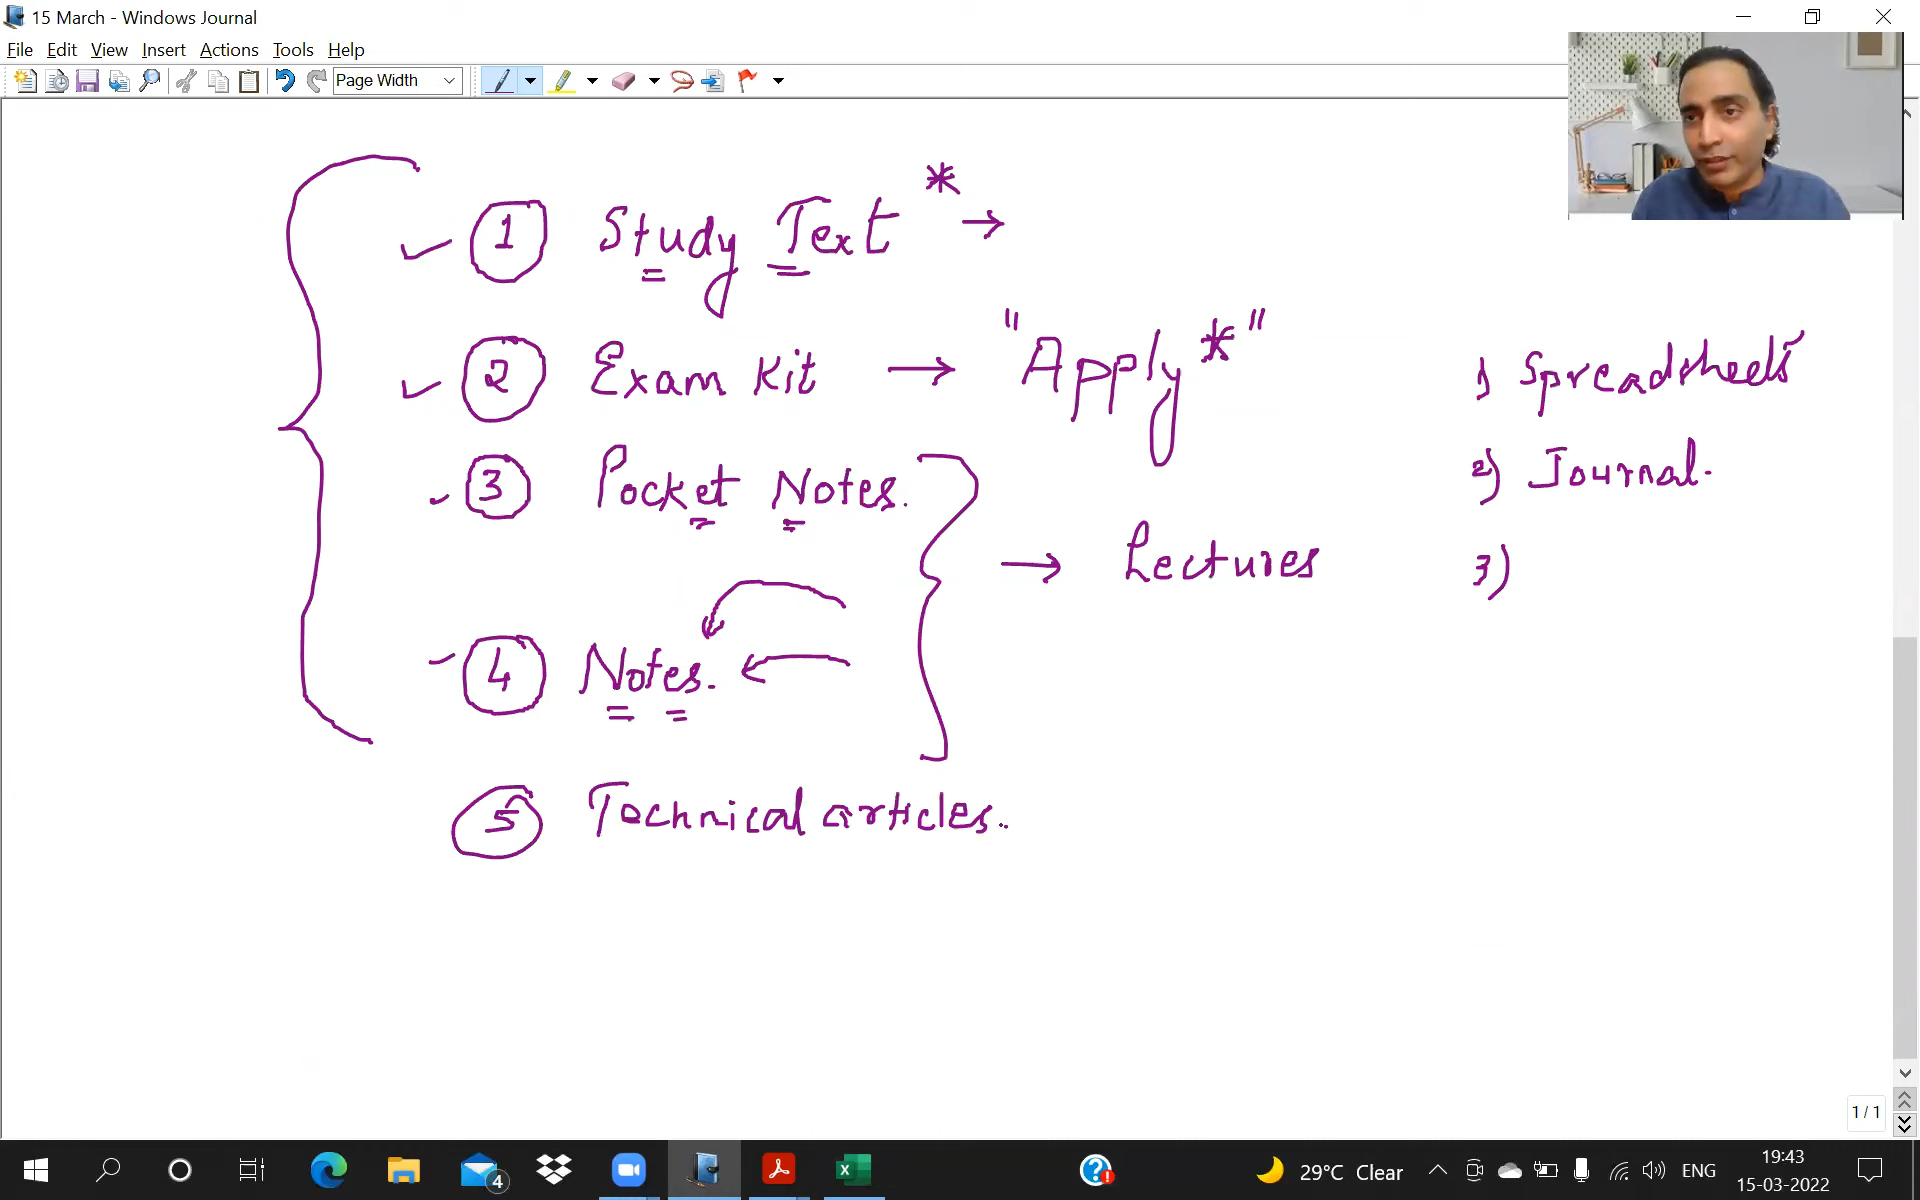 15 March - Windows Journal
File Edit View Insert Actions Tools Help
Page Width
1 Study Text * →
2 Exam Kit → "Apply *"
3 Pocket Notes.
→ Lectures
4 Notes.
5 Technical articles.
1) Spreadsheets
2) Journal.
3)
1 / 1
4
29°C Clear
ENG
19:43
15-03-2022